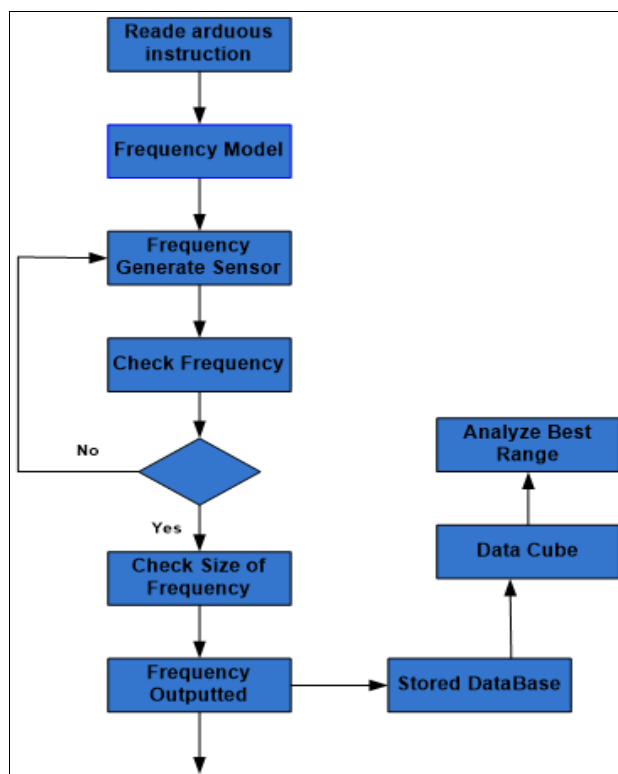 Reade arduous
instruction
Frequency Model
Frequency
Generate Sensor
Check Frequency
No
Yes
Check Size of
Frequency
Frequency
Outputted
Stored DataBase
Data Cube
Analyze Best
Range